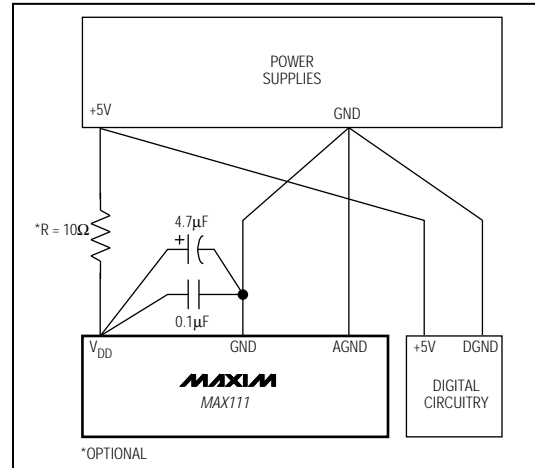 POWER
SUPPLIES
+5V
GND
*R = 10Ω
4.7µF
+
0.1µF
VDD
GND
AGND
+5V
DGND
MAXIM
MAX111
DIGITAL
CIRCUITRY
*OPTIONAL